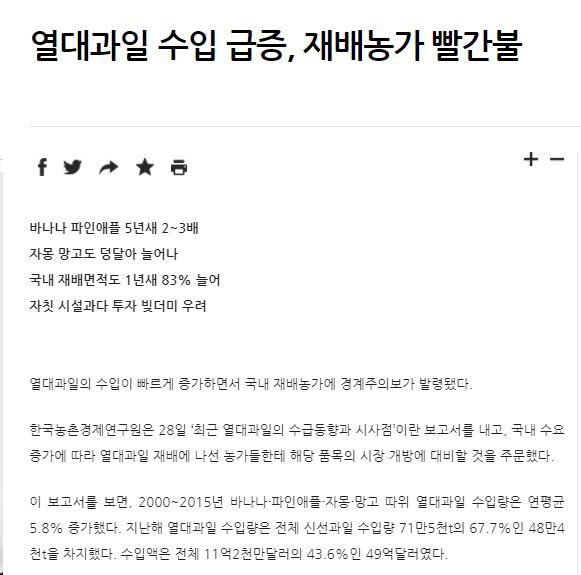 열대과일 수입 급증, 재배농가 빨간불
바나나 파인애플 5년새 2~3배
자몽 망고도 덩달아 늘어나
국내 재배면적도 1년새 83% 늘어
자칫 시설과다 투자 빚더미 우려
열대과일의 수입이 빠르게 증가하면서 국내 재배농가에 경계주의보가 발령됐다.
한국농촌경제연구원은 28일 ‘최근 열대과일의 수급동향과 시사점’이란 보고서를 내고, 국내 수요
증가에 따라 열대과일 재배에 나선 농가들한테 해당 품목의 시장 개방에 대비할 것을 주문했다.
이 보고서를 보면, 2000~2015년 바나나·파인애플·자몽·망고 따위 열대과일 수입량은 연평균
5.8% 증가했다. 지난해 열대과일 수입량은 전체 신선과일 수입량 71만5천t의 67.7%인 48만4
천t을 차지했다. 수입액은 전체 11억2천만달러의 43.6%인 49억달러였다.